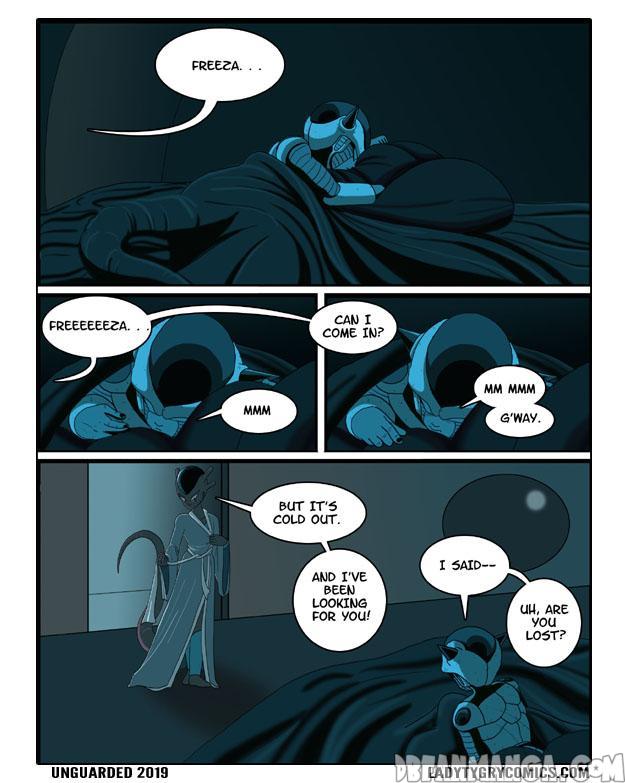 FREEZA. . .
FREEEEEEZA. . .
MMM
CAN I
COME IN?
MM MMM
G'WAY.
BUT IT'S
COLD OUT.
AND I'VE
BEEN
LOOKING
FOR YOU!
I SAID--
UH, ARE
YOU
LOST?
UNGUARDED 2019
LADYTYGRYCOMICS.COM
DBFANMANGA.COM